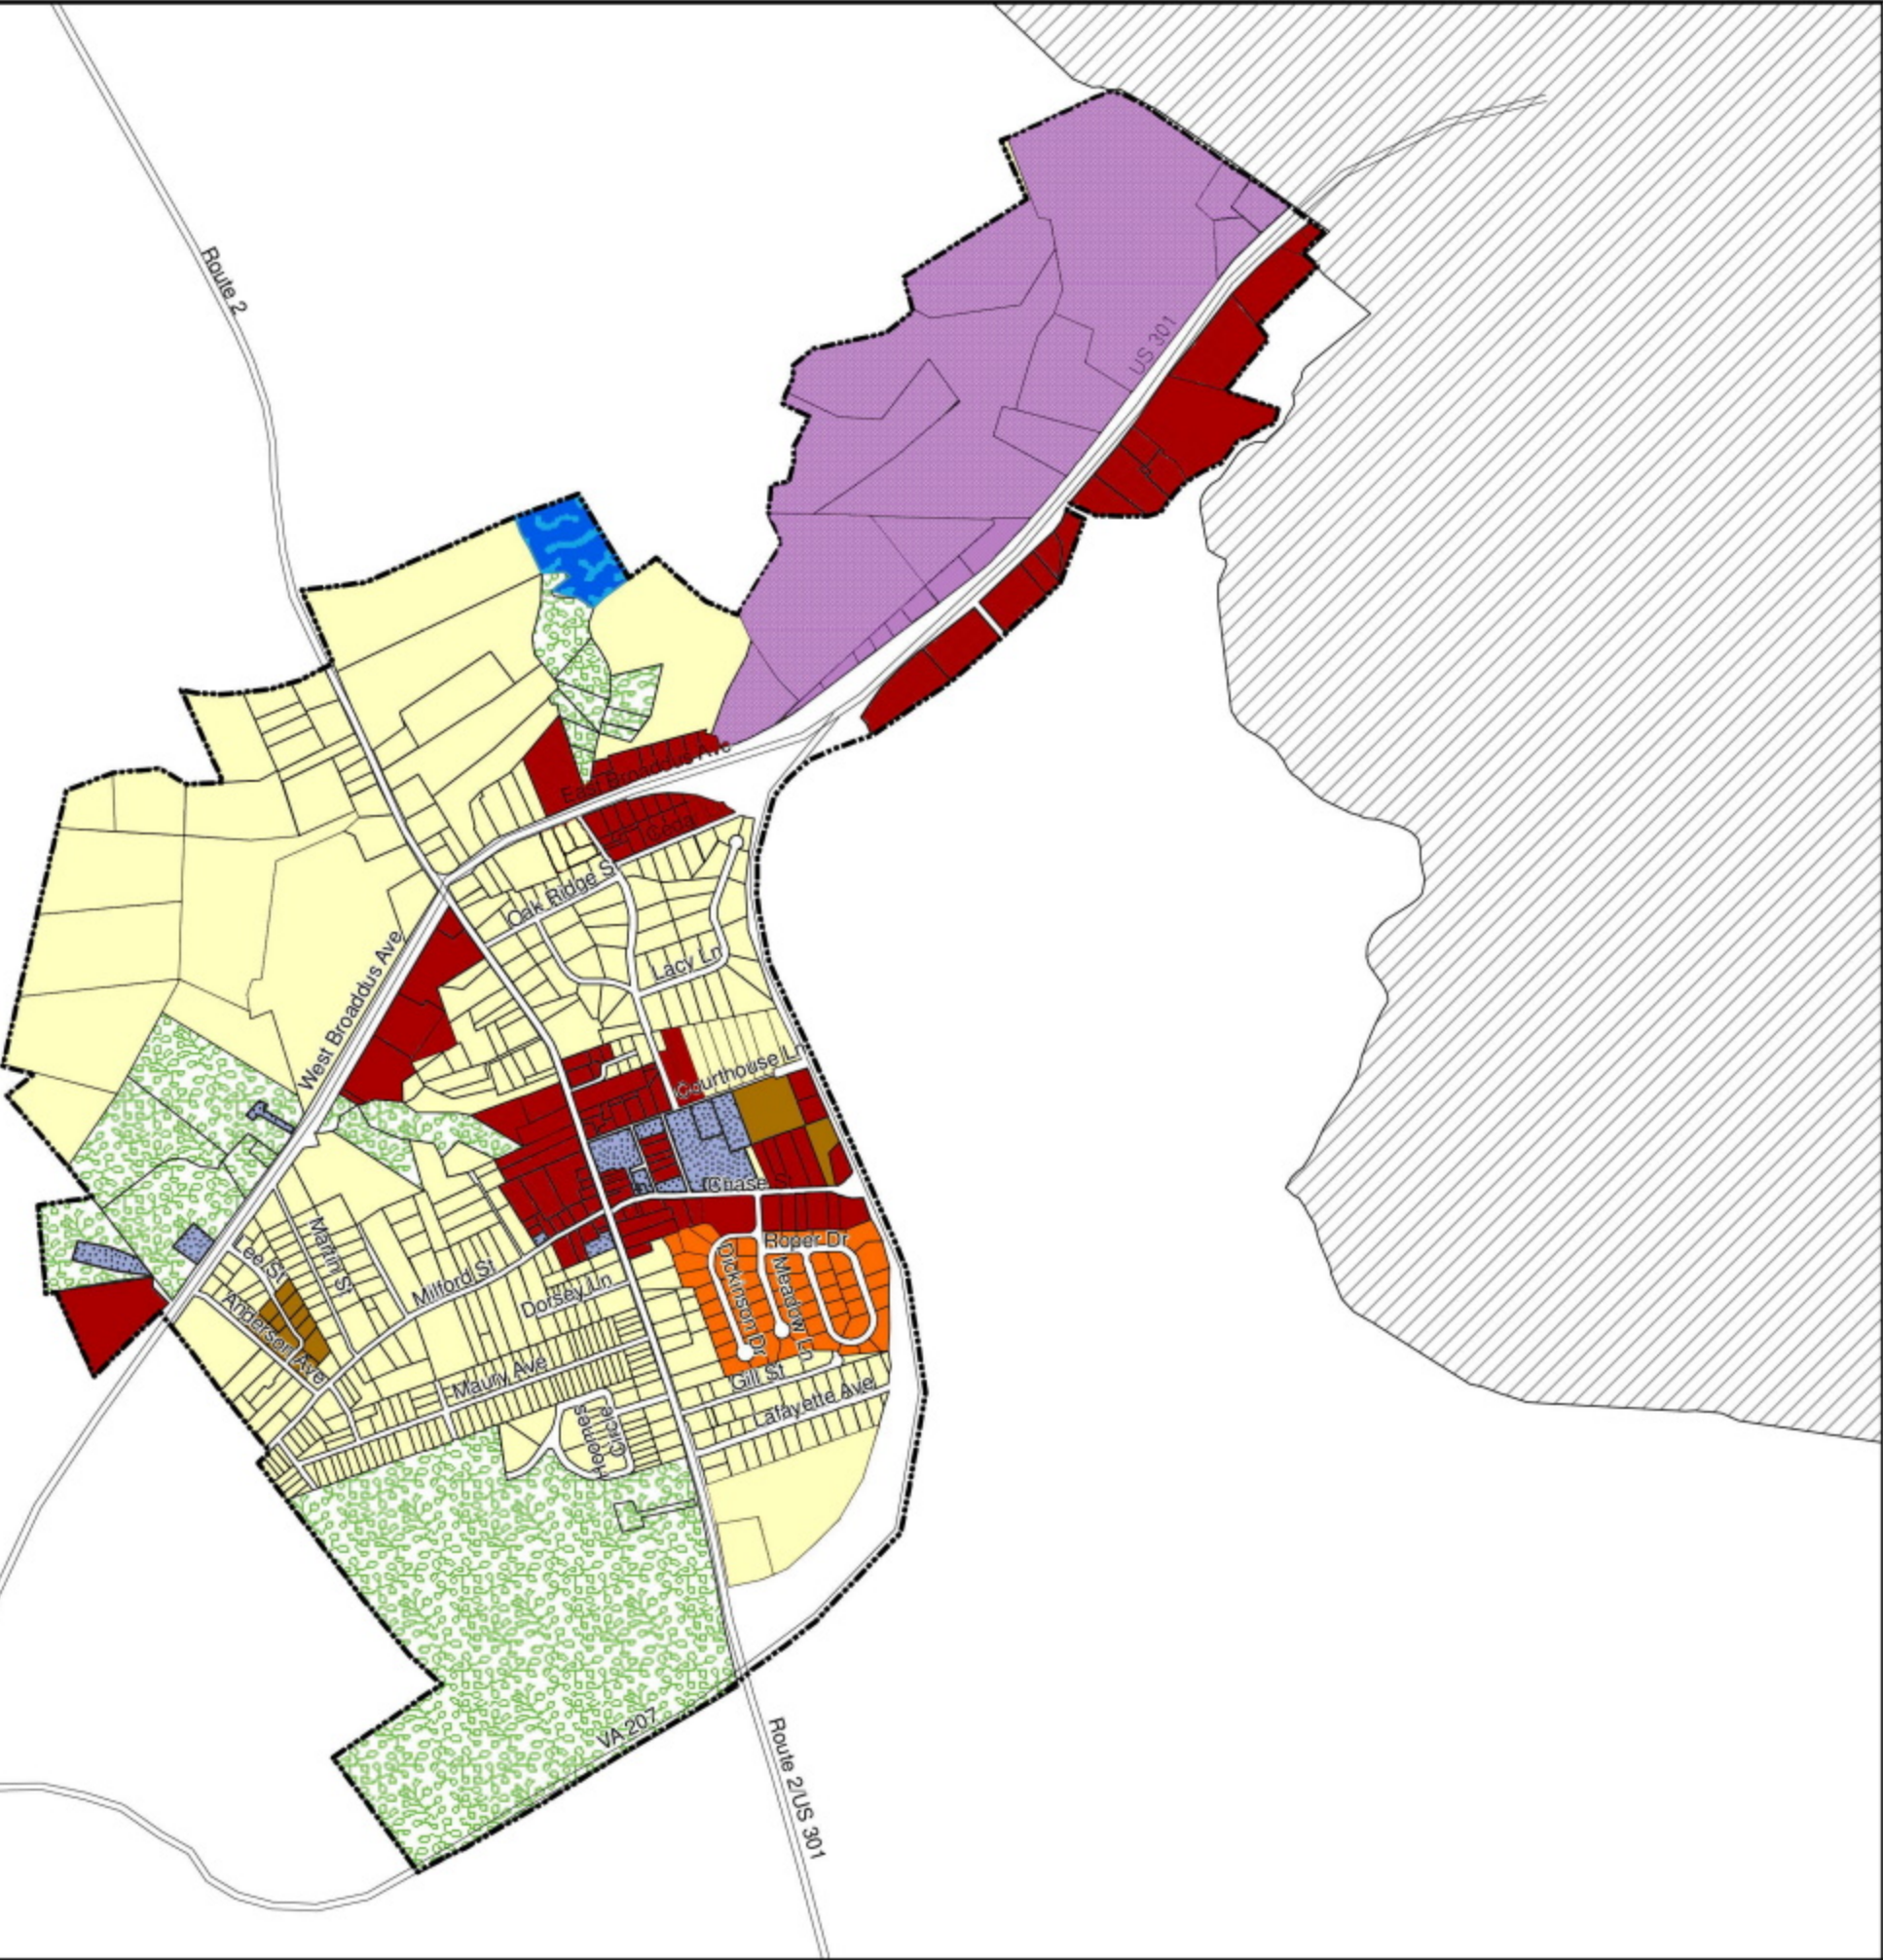 Route 2
US 301
East Broaddus Ave
Cedar
Oak Ridge S
West Broaddus Ave
Lacy Ln
Courthouse Ln
Chase St
Martin St
Lee St
Roper Dr
Milford St
Dickinson Dr
Meadow Ln
Dorsey Ln
Anderson Ave
Maury Ave
Gill St
Lafayette Ave
Hoomes
Circle
VA 207
Route 2/US 301